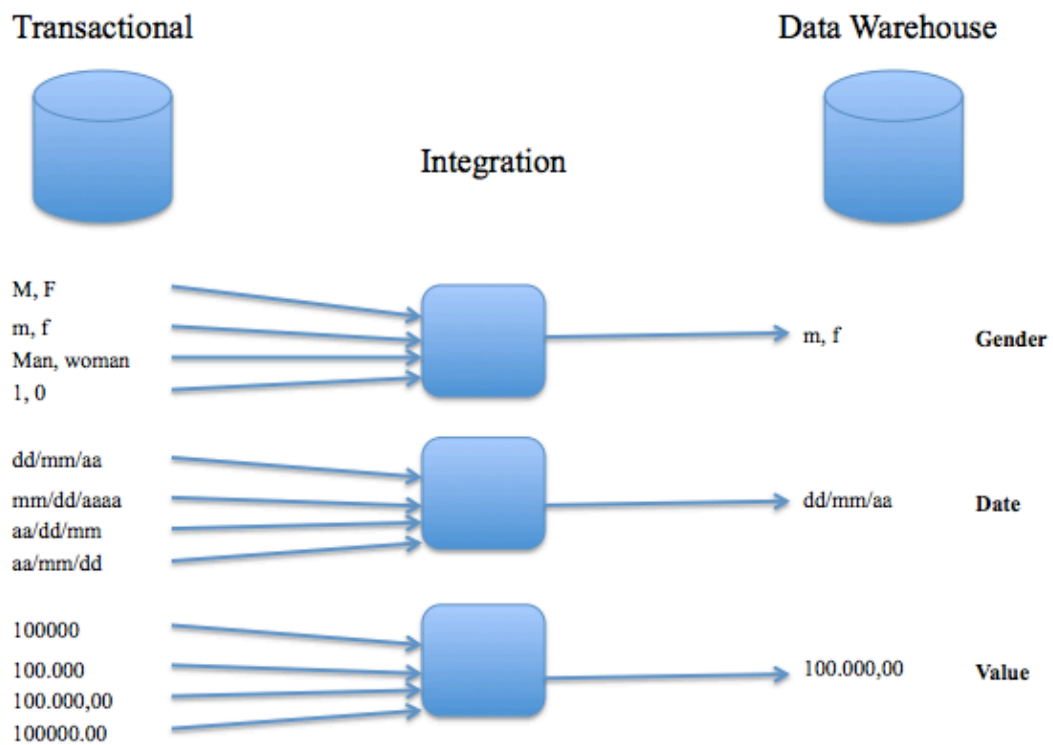 Transactional
Data Warehouse
Integration
M, F
m, f
Man, woman
1, 0
m, f
Gender
dd/mm/aa
mm/dd/aaaa
aa/dd/mm
aa/mm/dd
dd/mm/aa
Date
100000
100.000
100.000,00
100000.00
100.000,00
Value